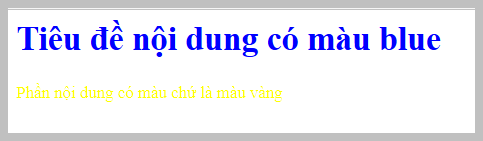 Tiêu đề nội dung có màu blue
Phần nội dung có màu chữ là màu vàng